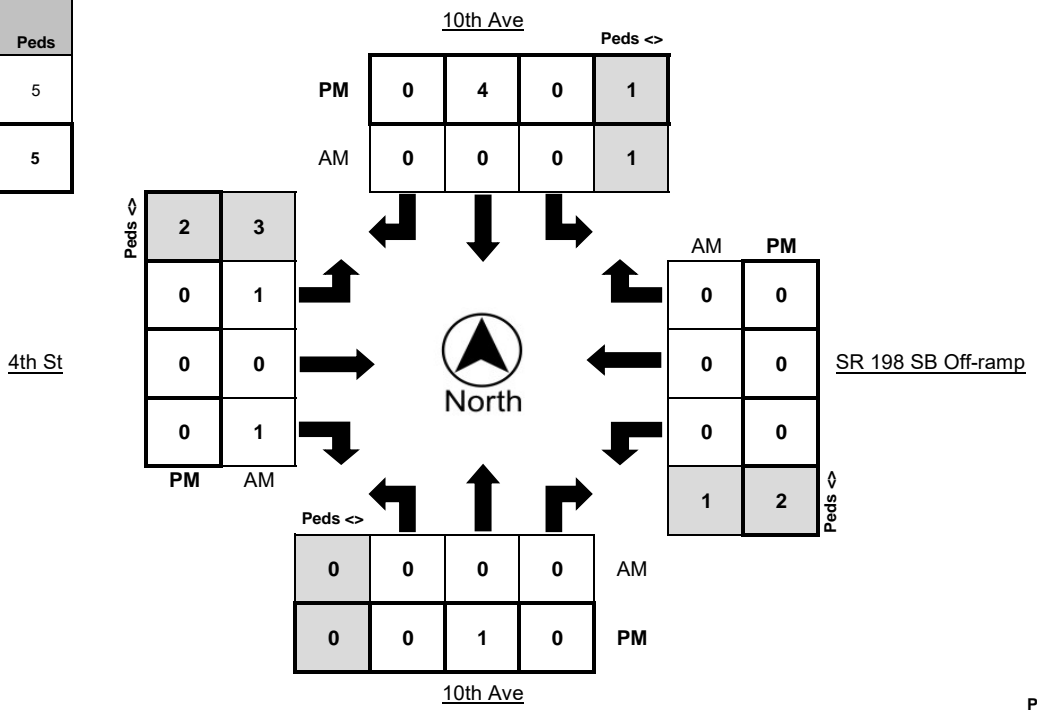 10th Ave
Peds
Peds <>
PM 0 4 0 1
5
AM 0 0 0 1
5
Peds <>
2 3
AM PM
0 1
0 0
4th St
0 0
0 0
SR 198 SB Off-ramp
North
0 1
0 0
PM AM
1 2
Peds <>
Peds <>
0 0 0 0 AM
0 0 1 0 PM
10th Ave
P